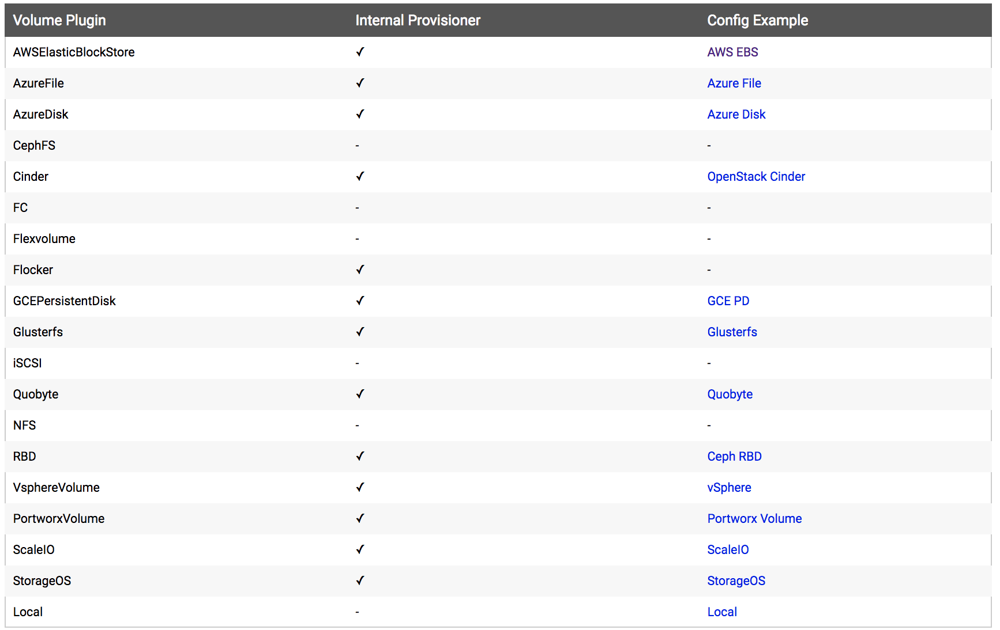 Volume Plugin Internal Provisioner Config Example
AWSElasticBlockStore ✓ AWS EBS
AzureFile ✓ Azure File
AzureDisk ✓ Azure Disk
CephFS - -
Cinder ✓ OpenStack Cinder
FC - -
Flexvolume - -
Flocker ✓ -
GCEPersistentDisk ✓ GCE PD
Glusterfs ✓ Glusterfs
iSCSI - -
Quobyte ✓ Quobyte
NFS - -
RBD ✓ Ceph RBD
VsphereVolume ✓ vSphere
PortworxVolume ✓ Portworx Volume
ScaleIO ✓ ScaleIO
StorageOS ✓ StorageOS
Local - Local